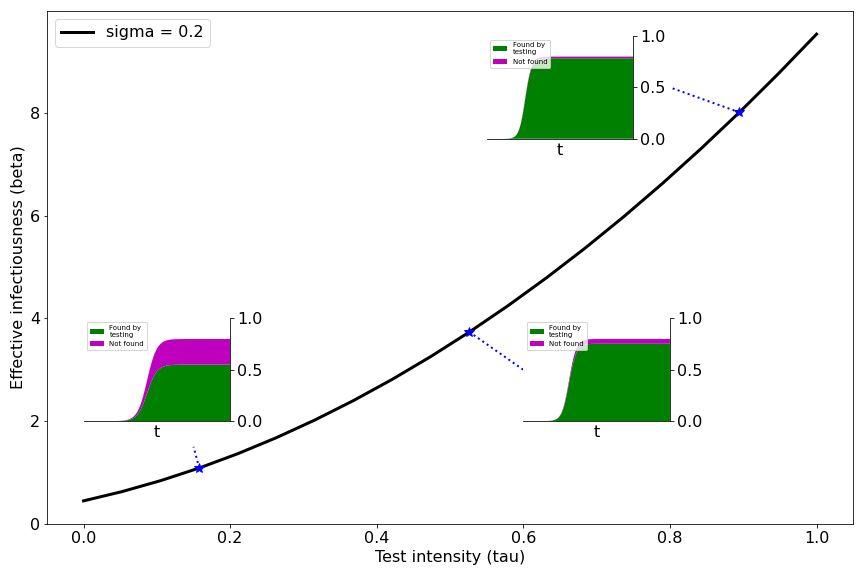 sigma = 0.2
Found by
testing
Not found
1.0
0.5
0.0
t
8
6
4
2
0
Effective infectiousness (beta)
Found by
testing
Not found
1.0
0.5
0.0
t
Found by
testing
Not found
1.0
0.5
0.0
t
0.0 0.2 0.4 0.6 0.8 1.0
Test intensity (tau)